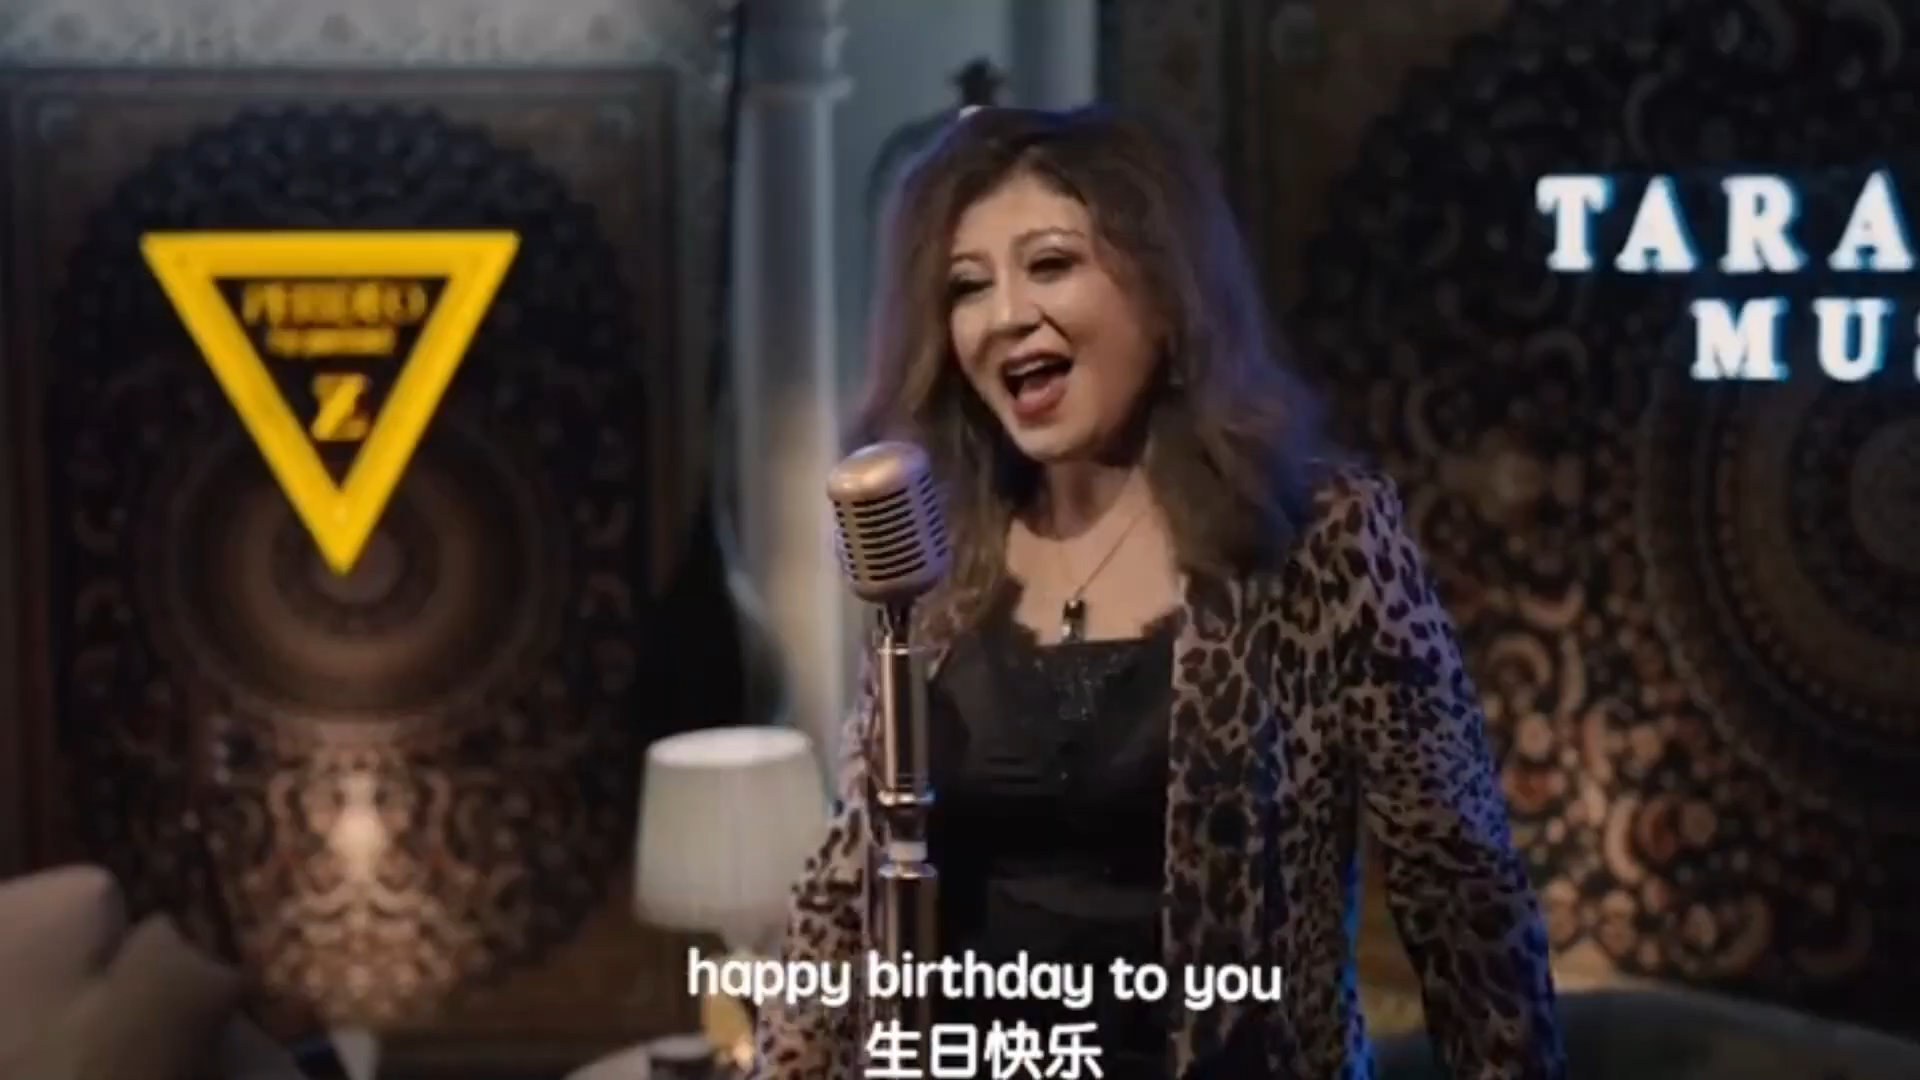 Z
TARA
MUS
happy birthday to you
生日快乐